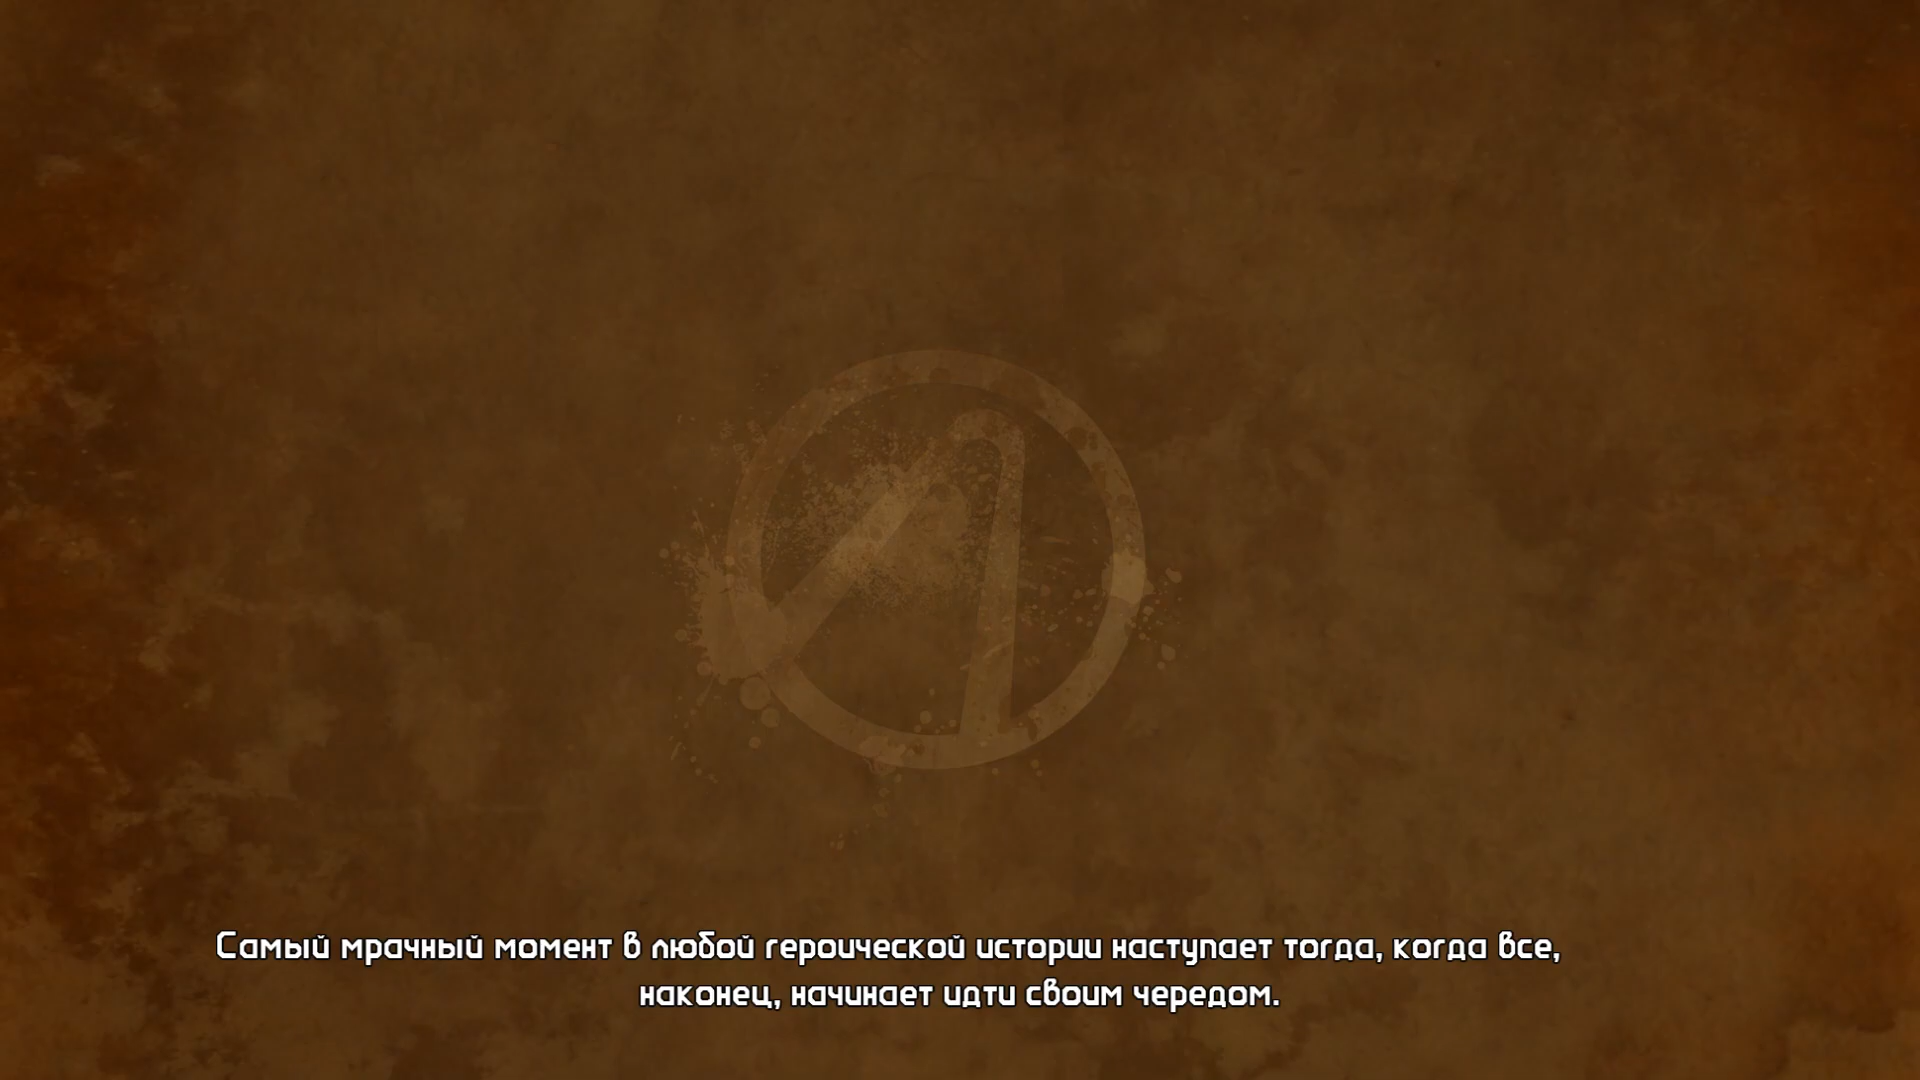 Самый мрачный момент в любой героической истории наступает тогда, когда все,
наконец, начинает идти своим чередом.